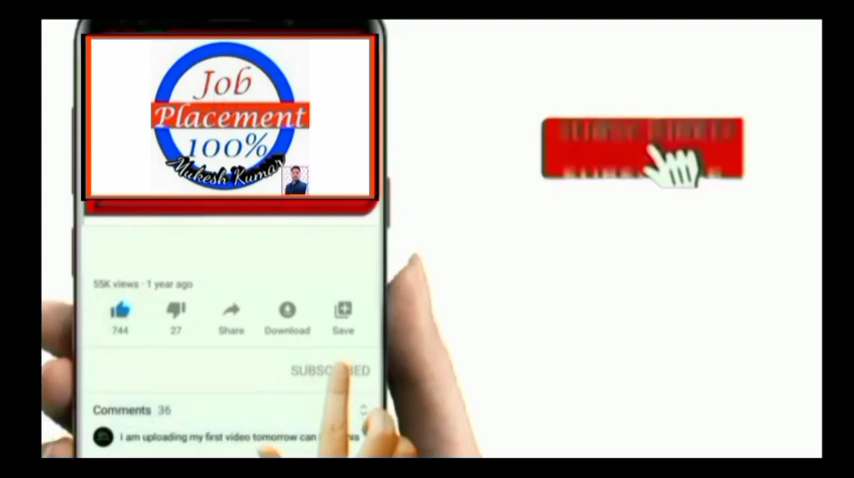 Job
Placement
100%
Mukesh Kumar
55K views · 1 year ago
744
27
Share
Download
Save
SUBSCRIBED
Comments 36
I am uploading my first video tomorrow can